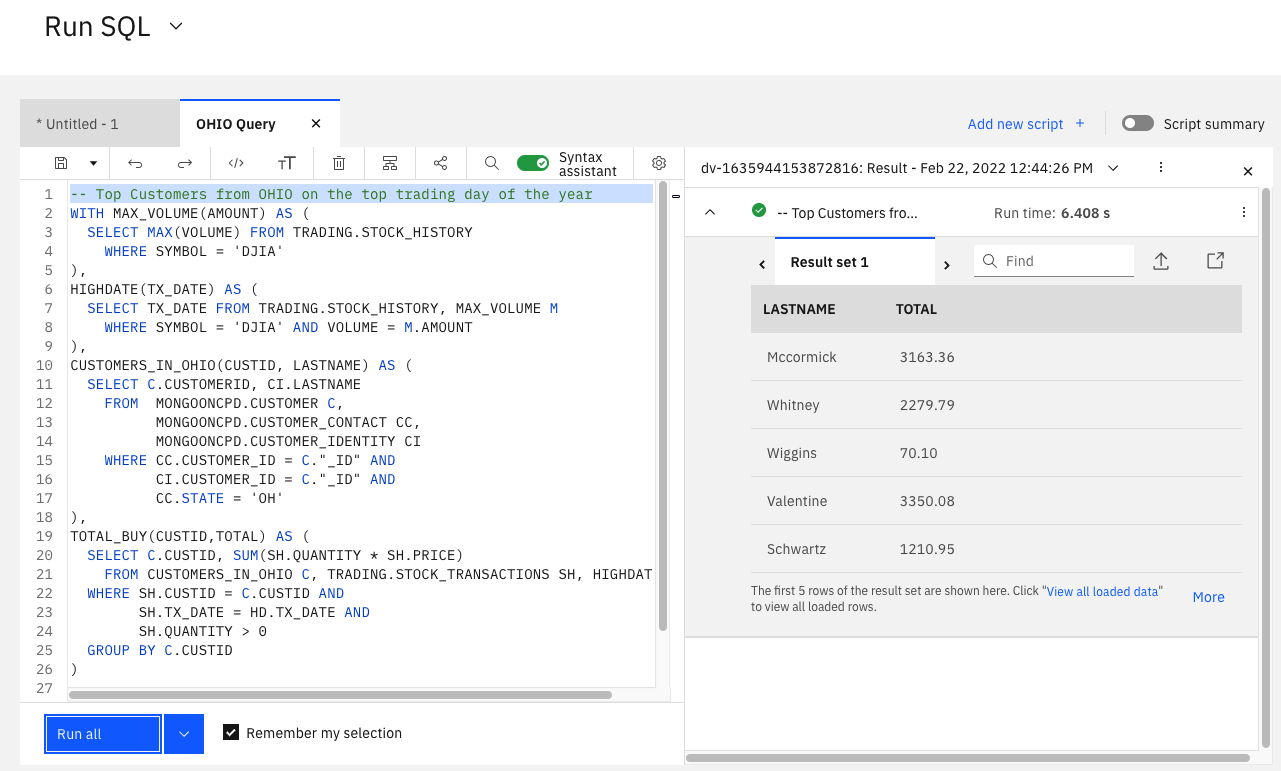 Run SQL
* Untitled - 1
OHIO Query
Add new script +
Script summary
Syntax assistant
1 -- Top Customers from OHIO on the top trading day of the year
2 WITH MAX_VOLUME(AMOUNT) AS (
3 SELECT MAX(VOLUME) FROM TRADING.STOCK_HISTORY
4 WHERE SYMBOL = 'DJIA'
5 ),
6 HIGHDATE(TX_DATE) AS (
7 SELECT TX_DATE FROM TRADING.STOCK_HISTORY, MAX_VOLUME M
8 WHERE SYMBOL = 'DJIA' AND VOLUME = M.AMOUNT
9 ),
10 CUSTOMERS_IN_OHIO(CUSTID, LASTNAME) AS (
11 SELECT C.CUSTOMERID, CI.LASTNAME
12 FROM MONGOONCPD.CUSTOMER C,
13 MONGOONCPD.CUSTOMER_CONTACT CC,
14 MONGOONCPD.CUSTOMER_IDENTITY CI
15 WHERE CC.CUSTOMER_ID = C."_ID" AND
16 CI.CUSTOMER_ID = C."_ID" AND
17 CC.STATE = 'OH'
18 ),
19 TOTAL_BUY(CUSTID,TOTAL) AS (
20 SELECT C.CUSTID, SUM(SH.QUANTITY * SH.PRICE)
21 FROM CUSTOMERS_IN_OHIO C, TRADING.STOCK_TRANSACTIONS SH, HIGHDAT
22 WHERE SH.CUSTID = C.CUSTID AND
23 SH.TX_DATE = HD.TX_DATE AND
24 SH.QUANTITY > 0
25 GROUP BY C.CUSTID
26 )
27
Run all
Remember my selection
dv-1635944153872816: Result - Feb 22, 2022 12:44:26 PM
-- Top Customers fro...
Run time: 6.408 s
Result set 1
Find
LASTNAME TOTAL
Mccormick 3163.36
Whitney 2279.79
Wiggins 70.10
Valentine 3350.08
Schwartz 1210.95
The first 5 rows of the result set are shown here. Click "View all loaded data"
to view all loaded rows.
More